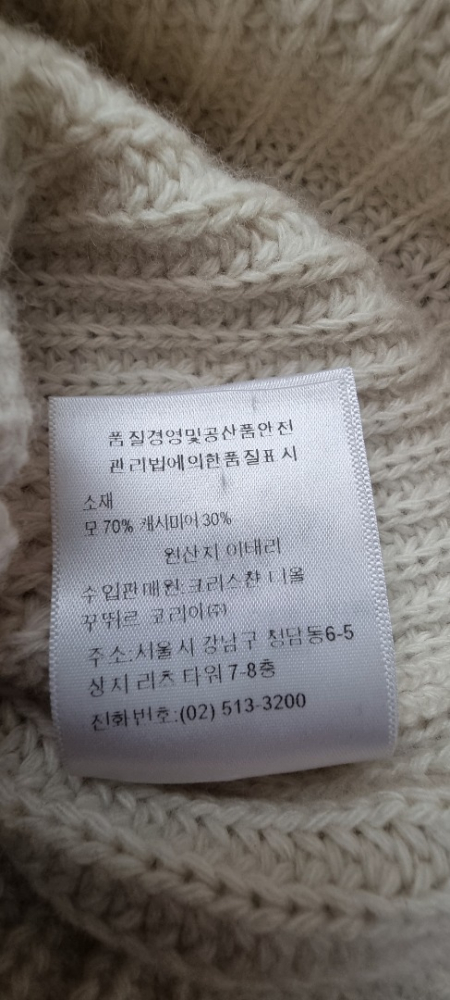 품질경영및공산품안전
관리법에의한품질표시
소재
모 70% 캐시미어 30%
원산지 이태리
수입판매원:크리스챤 디올
꾸뛰르 코리아㈜
주소:서울시 강남구 청담동6-5
상지 리츠 타워 7-8층
전화번호:(02) 513-3200